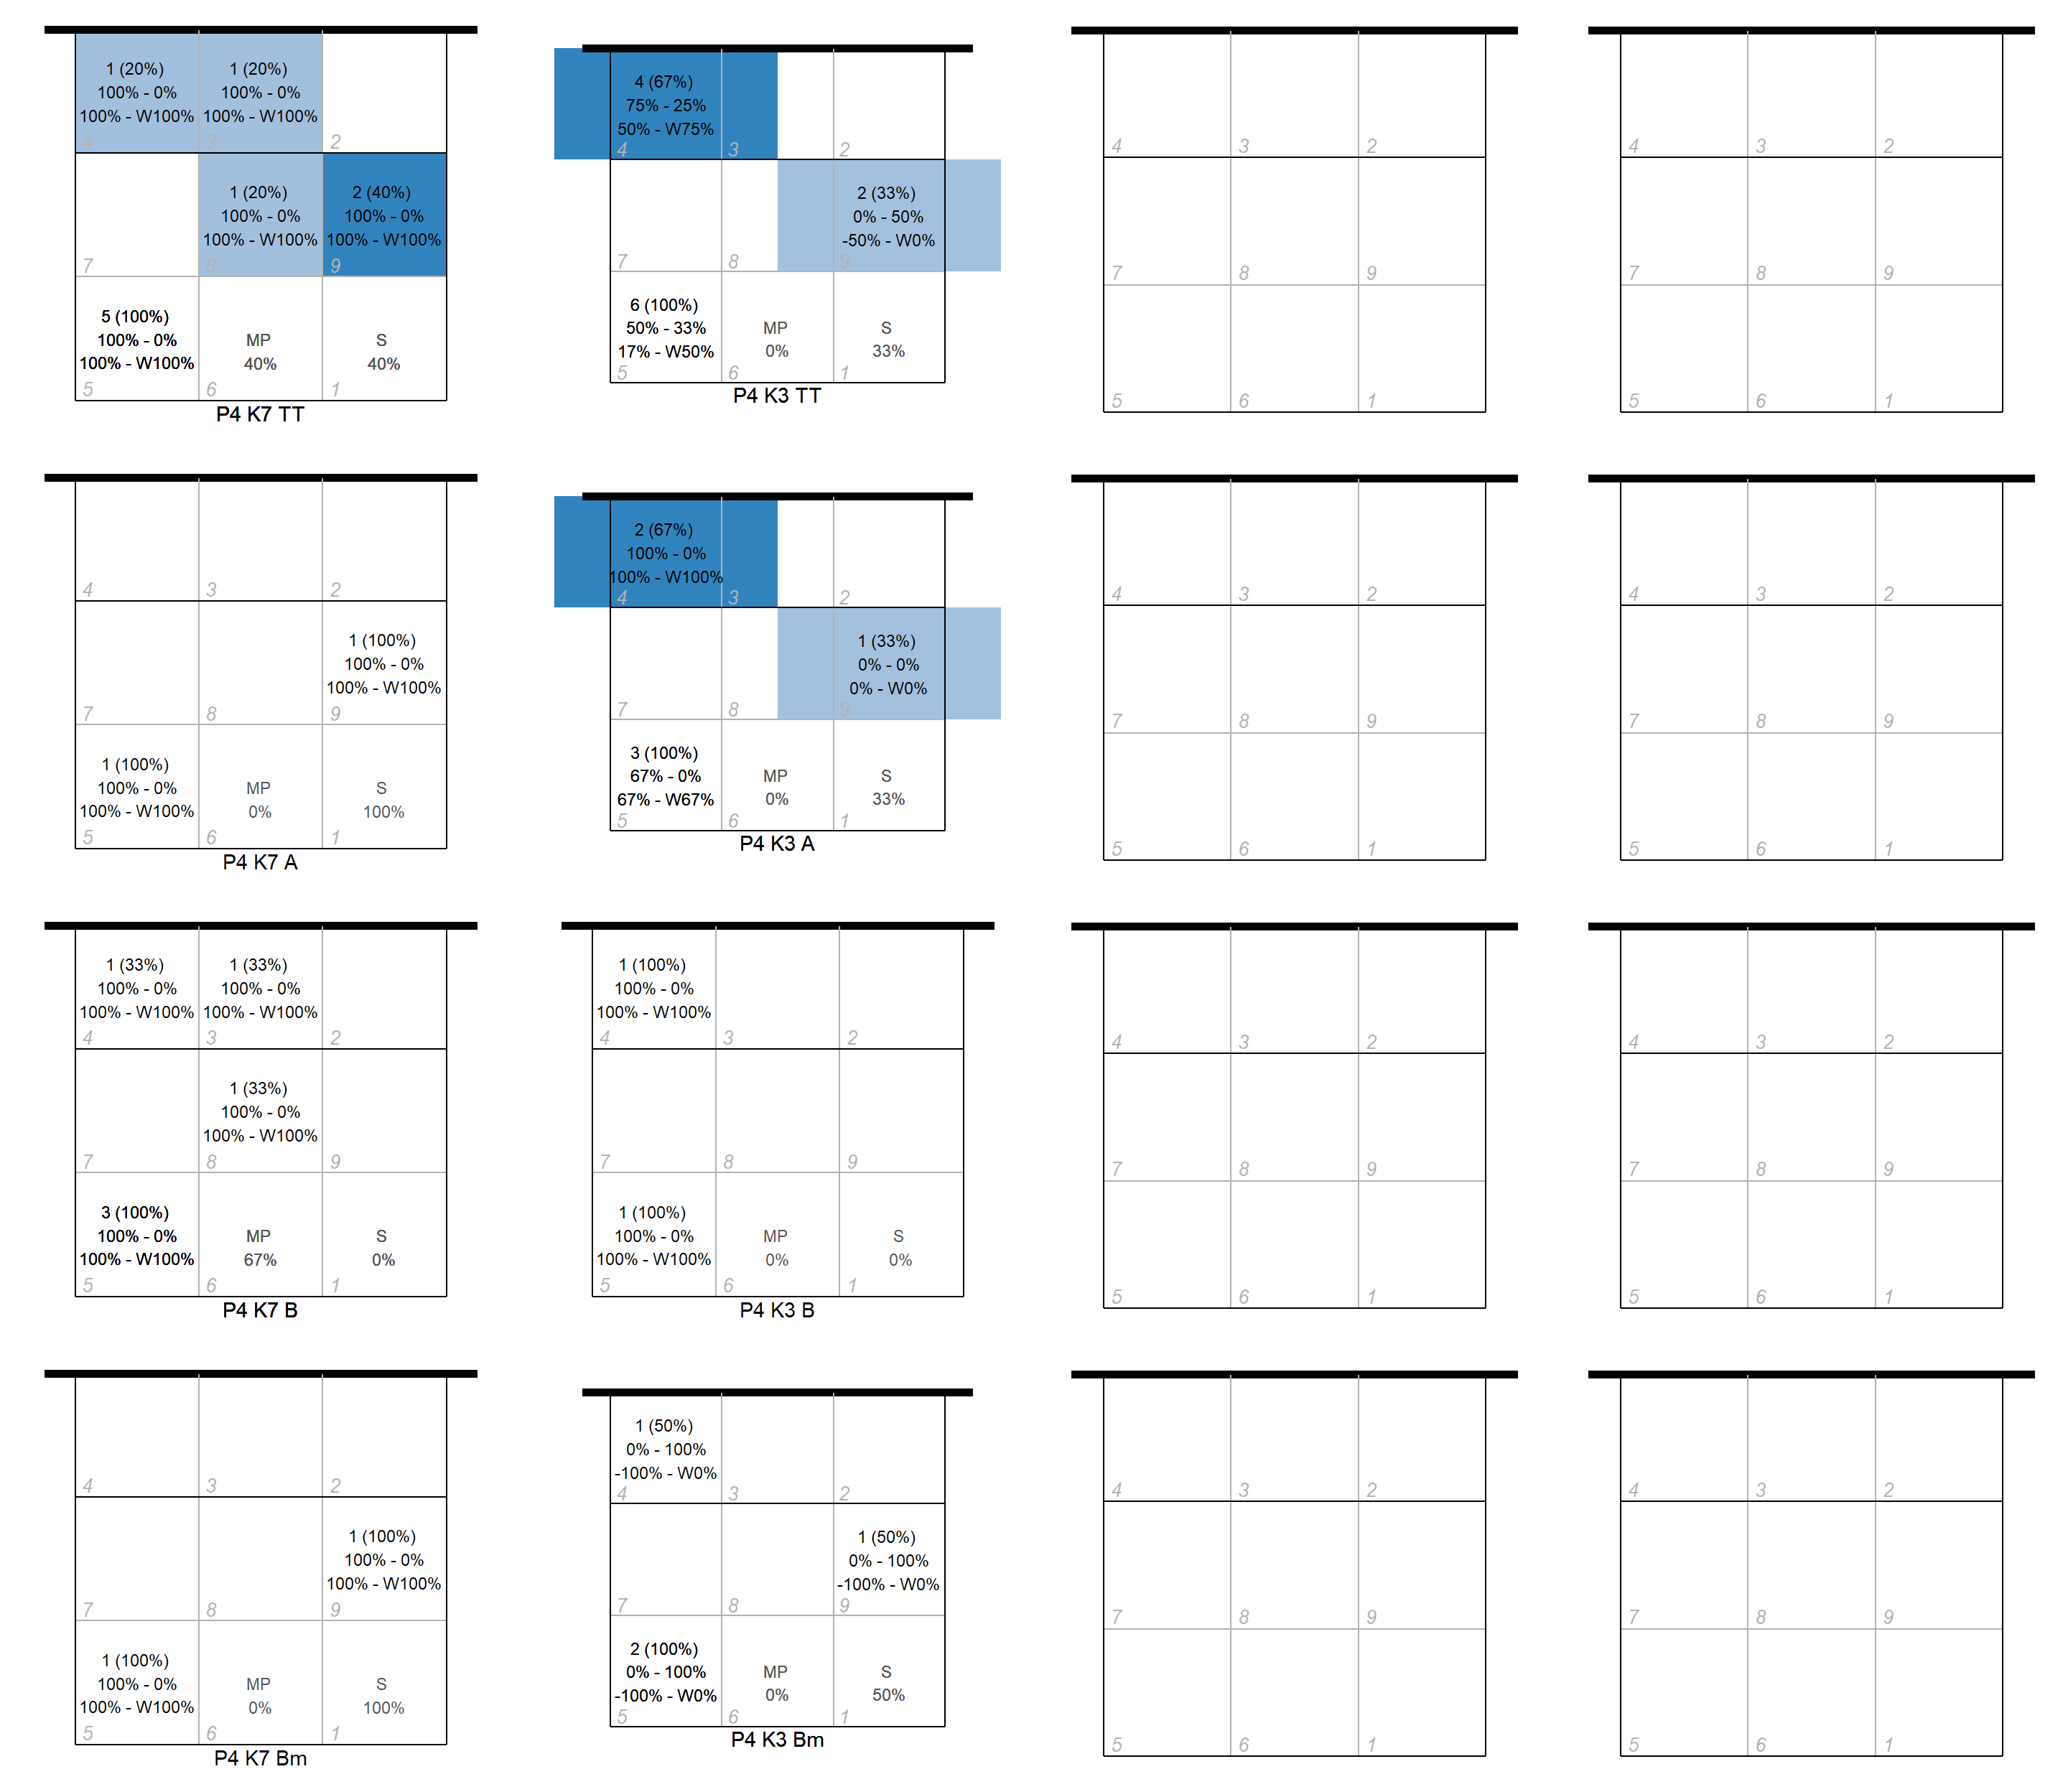 1 (20%) 1 (20%)
100% - 0% 100% - 0%
100% - W100% 100% - W100%
4 3 2
1 (20%) 2 (40%)
100% - 0% 100% - 0%
100% - W100% 100% - W100%
7 8 9
5 (100%)
100% - 0% MP S
100% - W100% 40% 40%
5 6 1
P4 K7 TT
4 (67%)
75% - 25%
50% - W75%
4 3 2
2 (33%)
0% - 50%
-50% - W0%
7 8 9
6 (100%)
50% - 33% MP S
17% - W50% 0% 33%
5 6 1
P4 K3 TT
4 3 2
7 8 9
5 6 1
4 3 2
7 8 9
5 6 1
4 3 2
1 (100%)
100% - 0%
100% - W100%
7 8 9
1 (100%)
100% - 0% MP S
100% - W100% 0% 100%
5 6 1
P4 K7 A
2 (67%)
100% - 0%
100% - W100%
4 3 2
1 (33%)
0% - 0%
0% - W0%
7 8 9
3 (100%)
67% - 0% MP S
67% - W67% 0% 33%
5 6 1
P4 K3 A
4 3 2
7 8 9
5 6 1
4 3 2
7 8 9
5 6 1
1 (33%) 1 (33%)
100% - 0% 100% - 0%
100% - W100% 100% - W100%
4 3 2
1 (33%)
100% - 0%
100% - W100%
7 8 9
3 (100%)
100% - 0% MP S
100% - W100% 67% 0%
5 6 1
P4 K7 B
1 (100%)
100% - 0%
100% - W100%
4 3 2
7 8 9
1 (100%)
100% - 0% MP S
100% - W100% 0% 0%
5 6 1
P4 K3 B
4 3 2
7 8 9
5 6 1
4 3 2
7 8 9
5 6 1
4 3 2
1 (100%)
100% - 0%
100% - W100%
7 8 9
1 (100%)
100% - 0% MP S
100% - W100% 0% 100%
5 6 1
P4 K7 Bm
1 (50%)
0% - 100%
-100% - W0%
4 3 2
1 (50%)
0% - 100%
-100% - W0%
7 8 9
2 (100%)
0% - 100% MP S
-100% - W0% 0% 50%
5 6 1
P4 K3 Bm
4 3 2
7 8 9
5 6 1
4 3 2
7 8 9
5 6 1